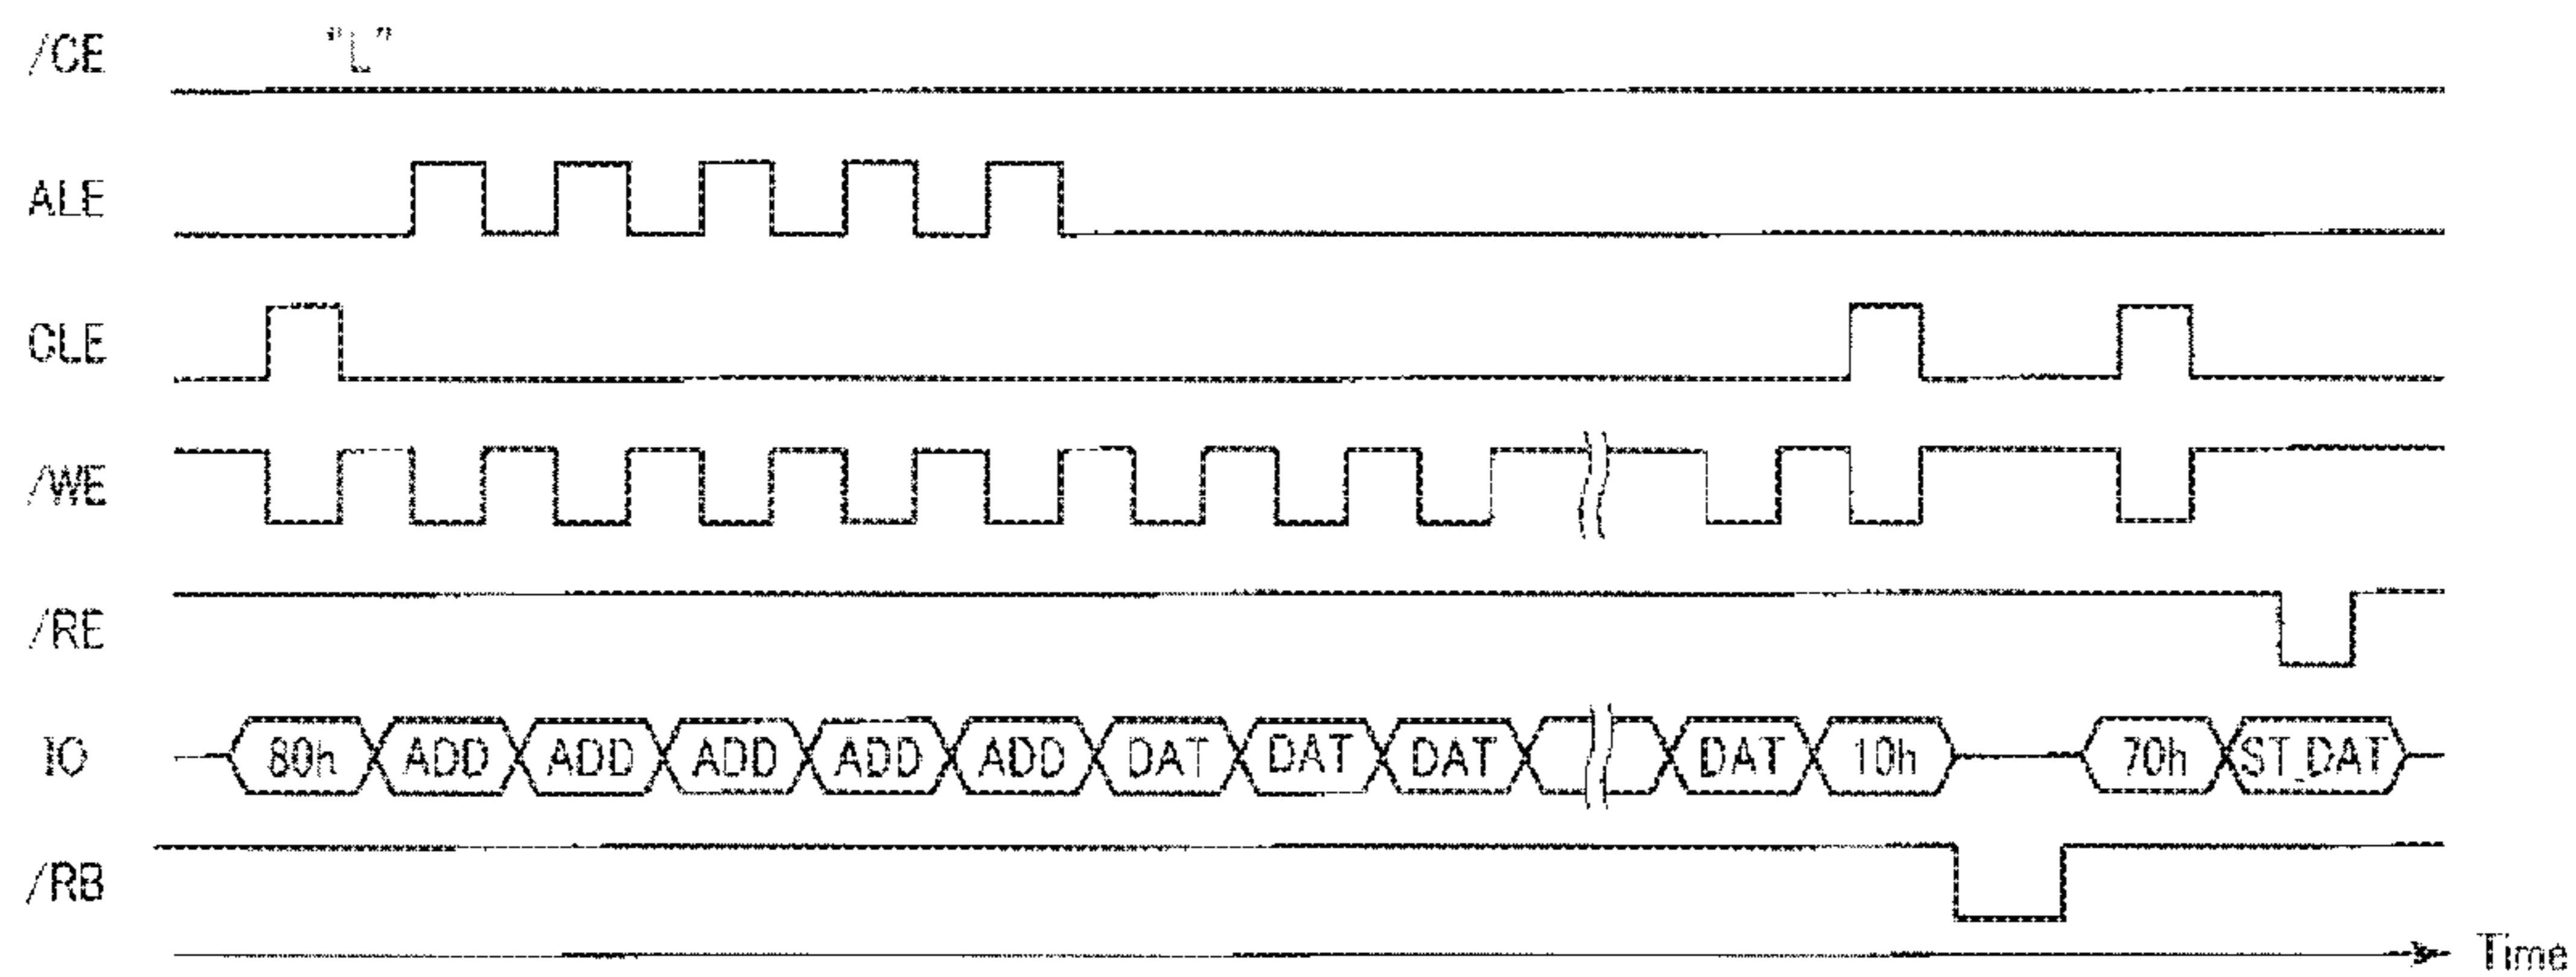 /CE "L"
ALE
CLE
/WE
/RE
IO 80h ADD ADD ADD ADD ADD DAT DAT DAT DAT 10h 70h ST_DAT
/RB
Time